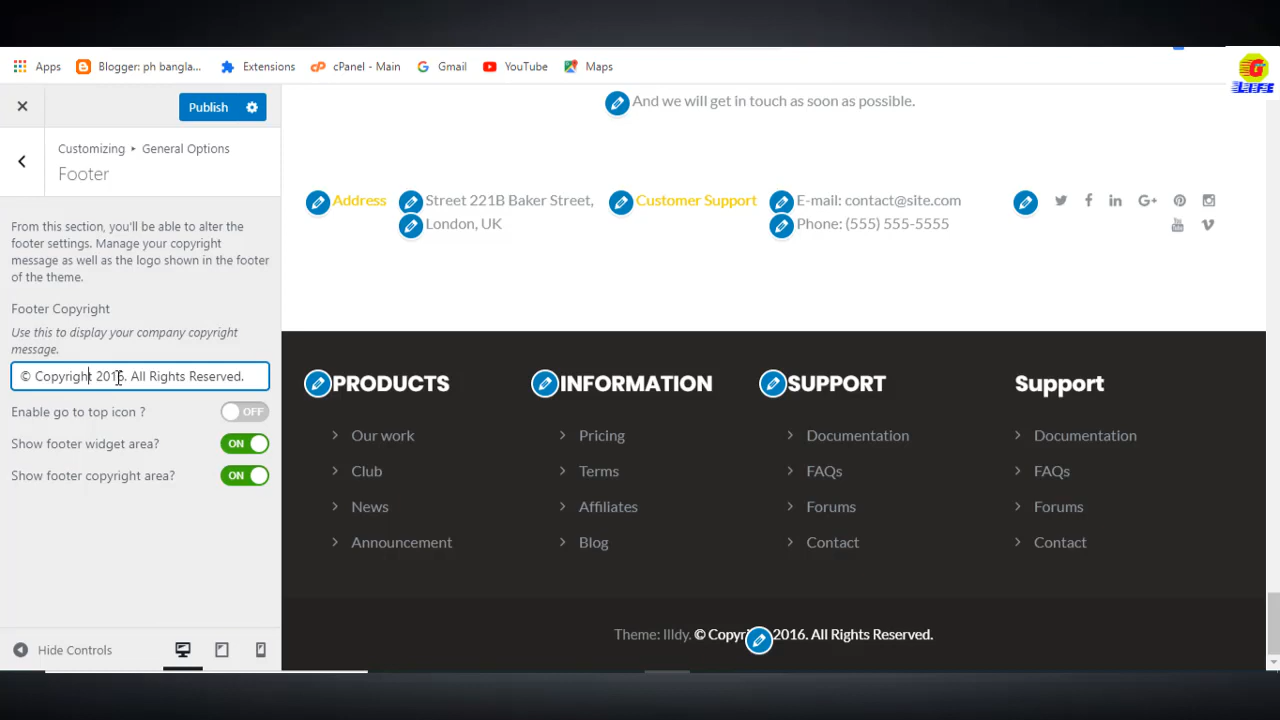 Apps Blogger: ph bangla... Extensions cPanel - Main Gmail YouTube Maps
G
LIFE
Publish
Customizing ▸ General Options
Footer
From this section, you'll be able to alter the
footer settings. Manage your copyright
message as well as the logo shown in the footer
of the theme.
Footer Copyright
Use this to display your company copyright
message.
© Copyright 2016. All Rights Reserved.
Enable go to top icon ? OFF
Show footer widget area? ON
Show footer copyright area? ON
Hide Controls
And we will get in touch as soon as possible.
Address Street 221B Baker Street, Customer Support E-mail: contact@site.com
London, UK Phone: (555) 555-5555
PRODUCTS INFORMATION SUPPORT Support
Our work Pricing Documentation Documentation
Club Terms FAQs FAQs
News Affiliates Forums Forums
Announcement Blog Contact Contact
Theme: Illdy. © Copyri 2016. All Rights Reserved.